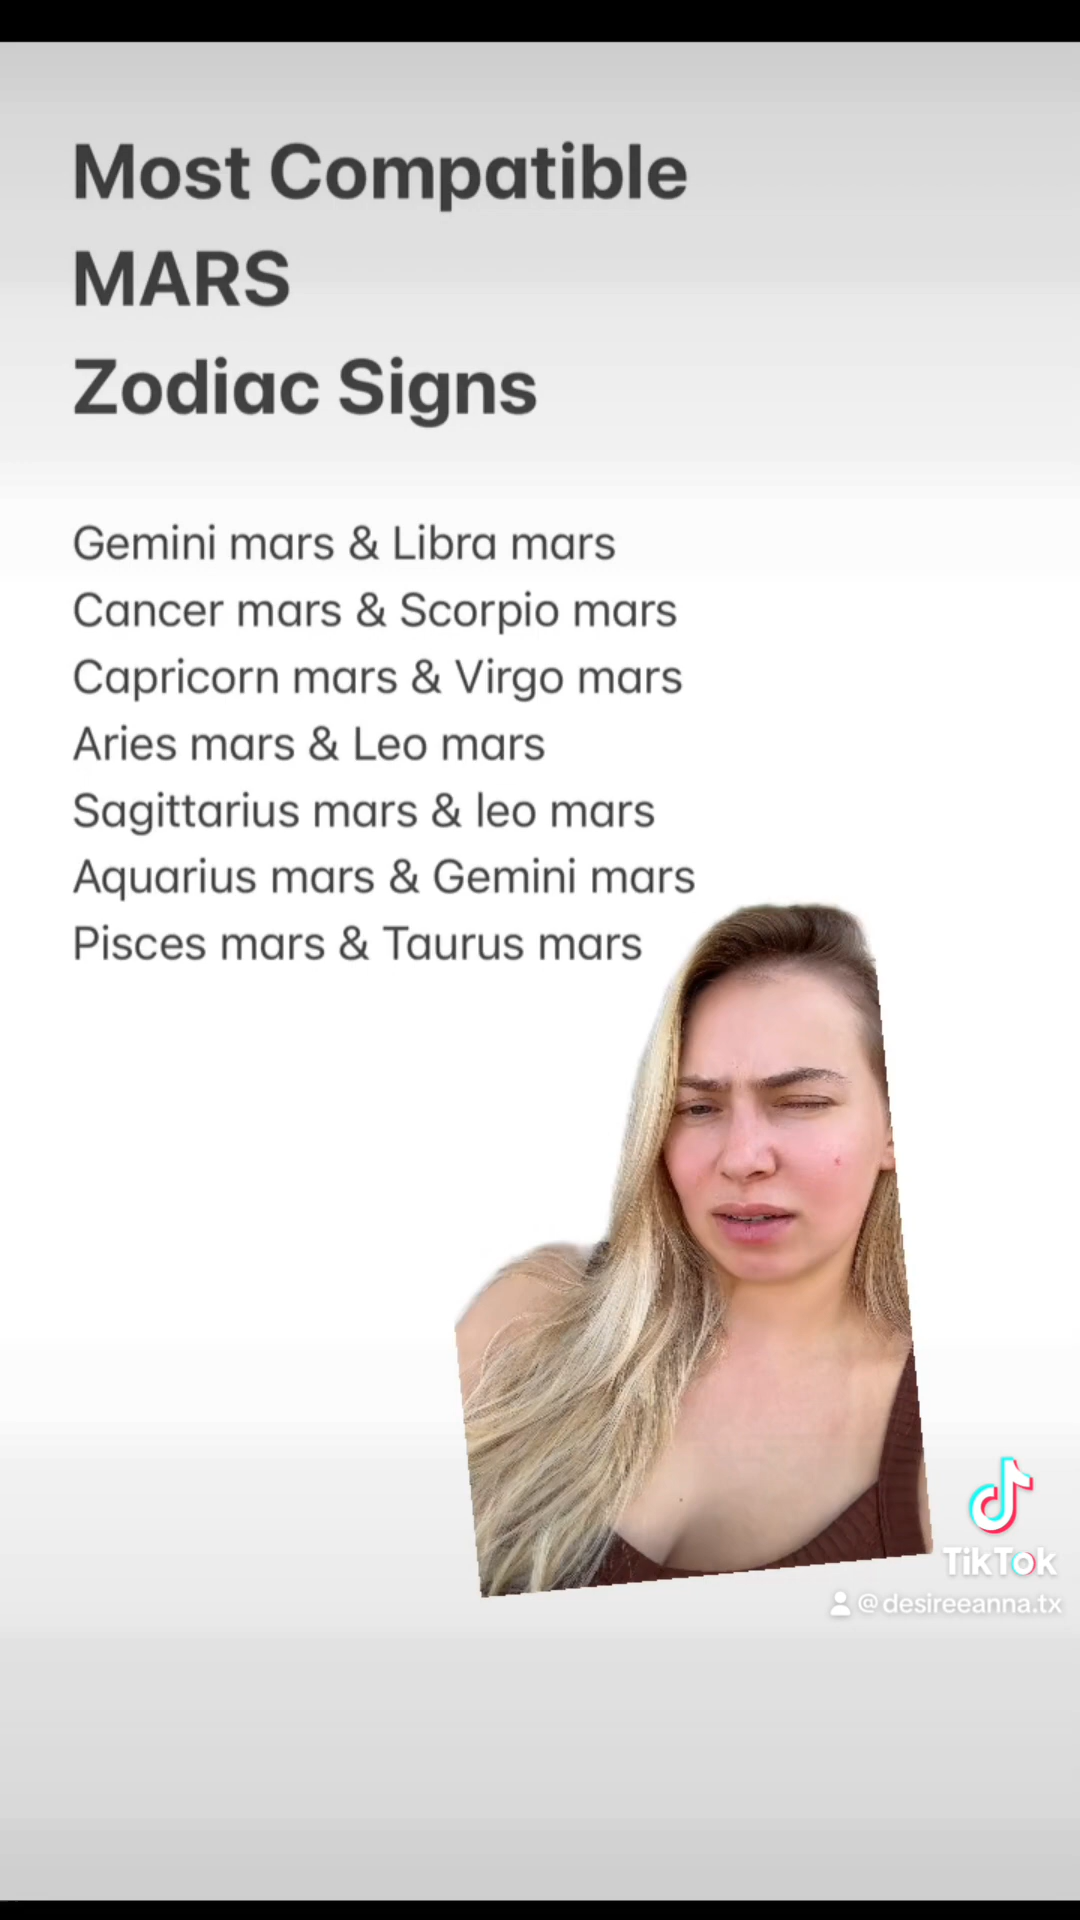 Most Compatible
MARS
Zodiac Signs
Gemini mars & Libra mars
Cancer mars & Scorpio mars
Capricorn mars & Virgo mars
Aries mars & Leo mars
Sagittarius mars & leo mars
Aquarius mars & Gemini mars
Pisces mars & Taurus mars
TikTok
@desireeanna.tx